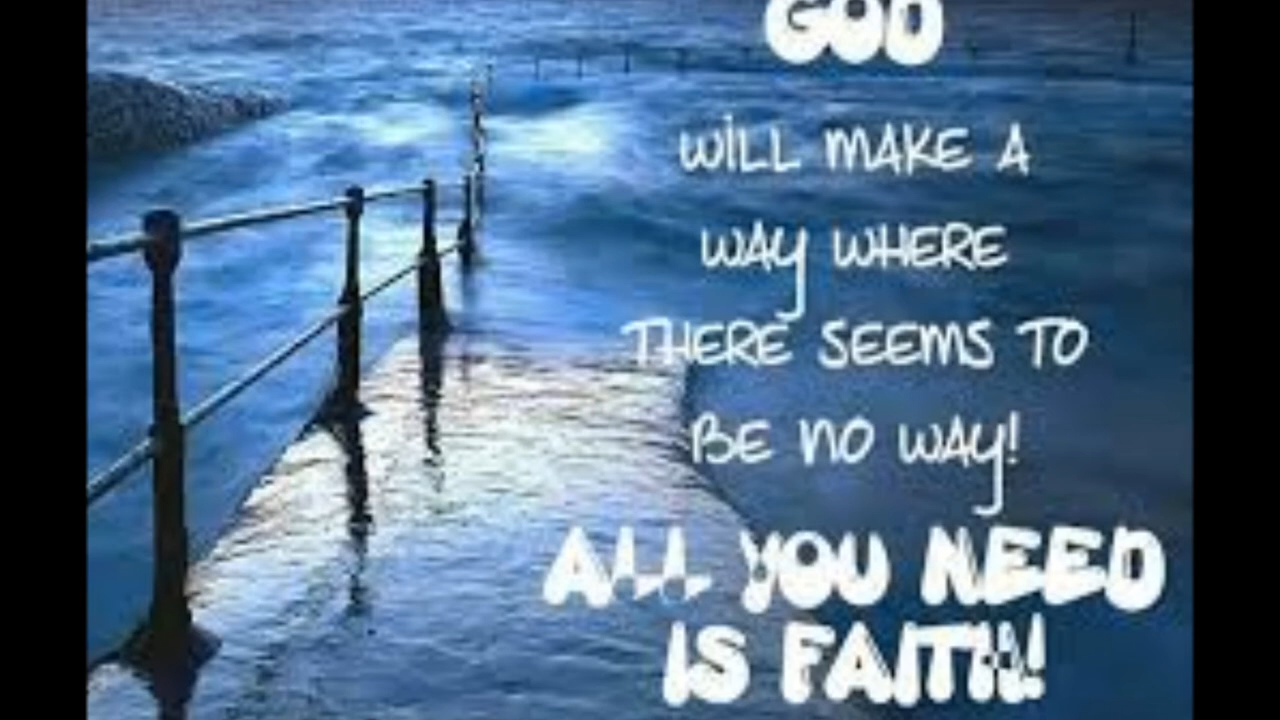 GOD
WILL MAKE A
WAY WHERE
THERE SEEMS TO
BE NO WAY!
ALL YOU NEED
IS FAITH!